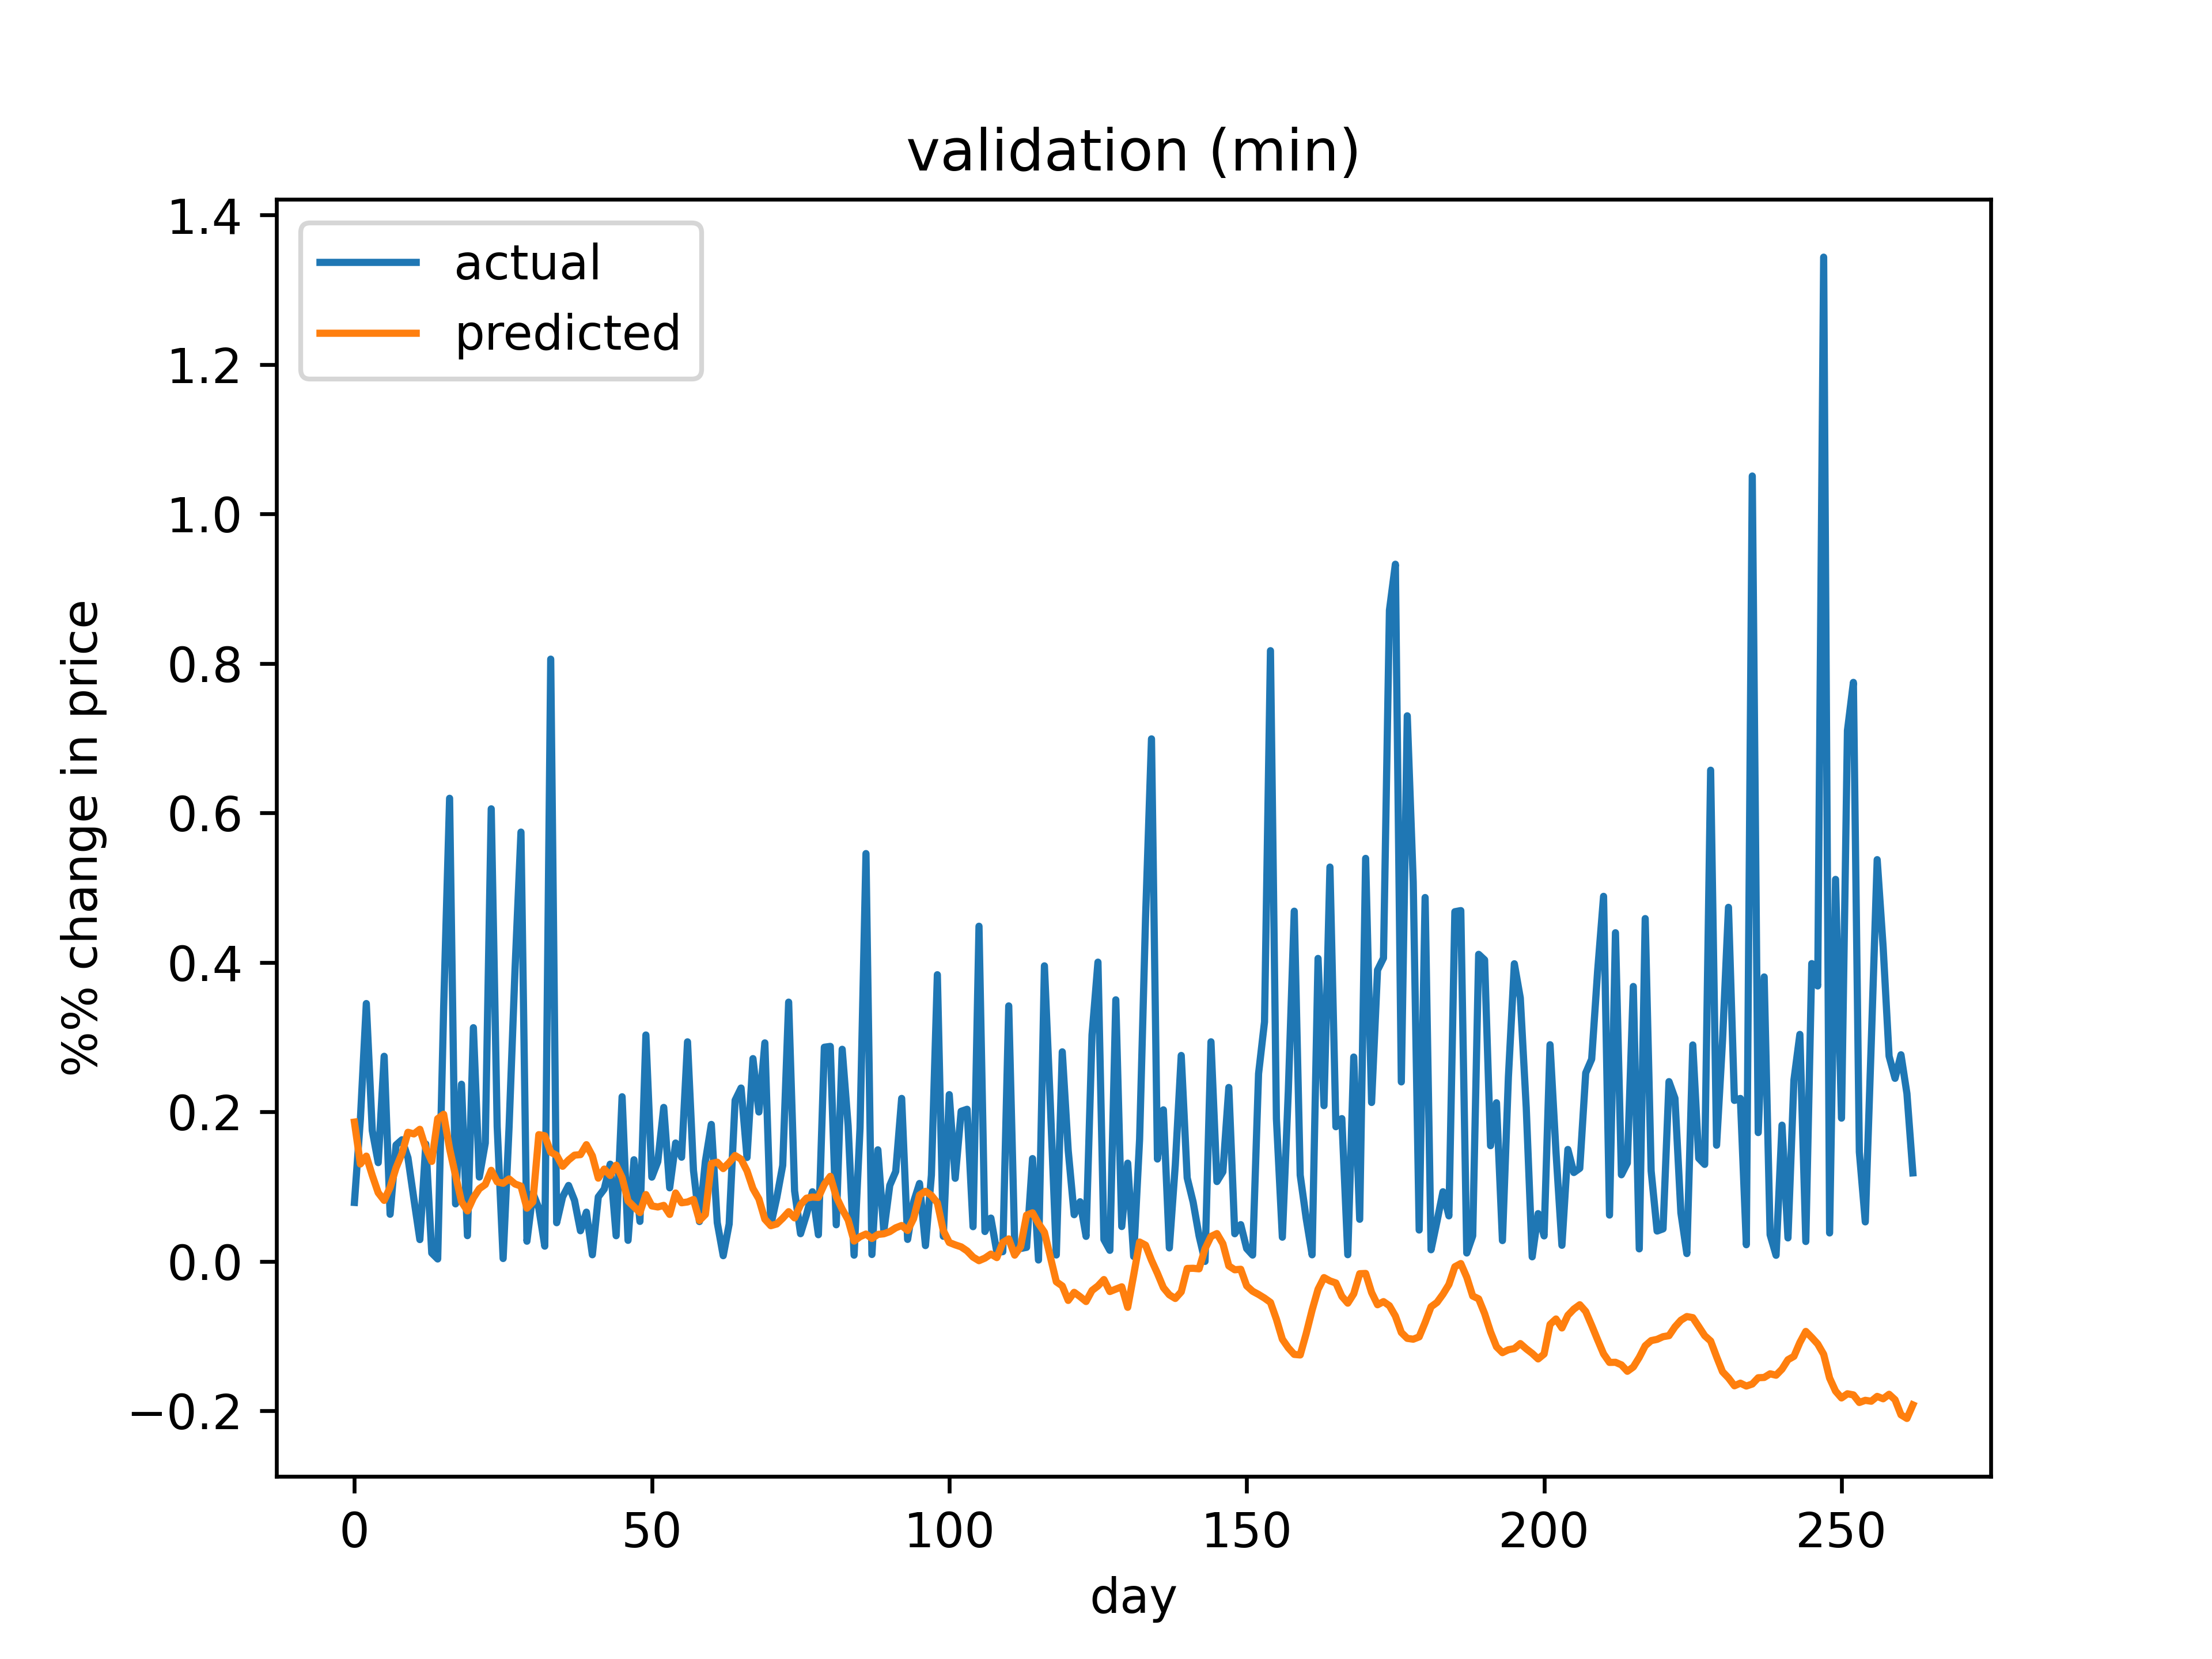 validation (min)
actual
predicted
%% change in price
1.4
1.2
1.0
0.8
0.6
0.4
0.2
0.0
−0.2
0 50 100 150 200 250
day